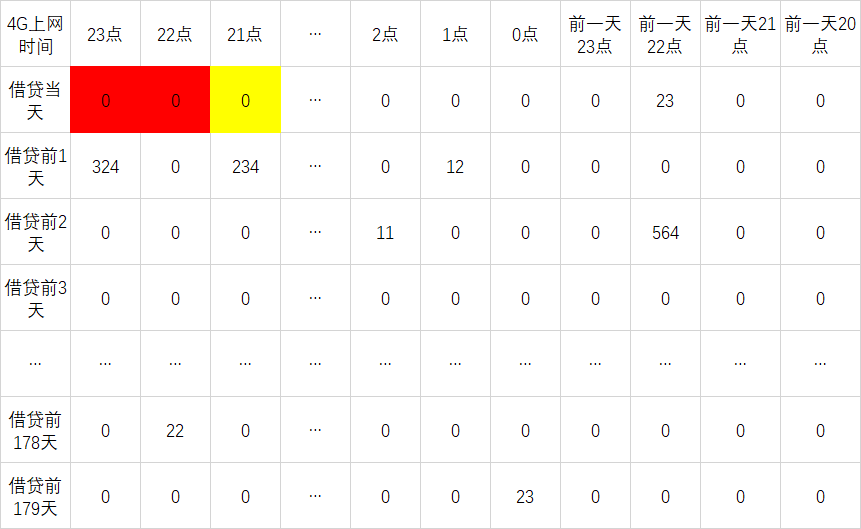 4G上网时间 23点 22点 21点 … 2点 1点 0点 前一天23点 前一天22点 前一天21点 前一天20点
借贷当天 0 0 0 … 0 0 0 0 23 0 0
借贷前1天 324 0 234 … 0 12 0 0 0 0 0
借贷前2天 0 0 0 … 11 0 0 0 564 0 0
借贷前3天 0 0 0 … 0 0 0 0 0 0 0
… … … … … … … … … … …
借贷前178天 0 22 0 … 0 0 0 0 0 0 0
借贷前179天 0 0 0 … 0 0 23 0 0 0 0